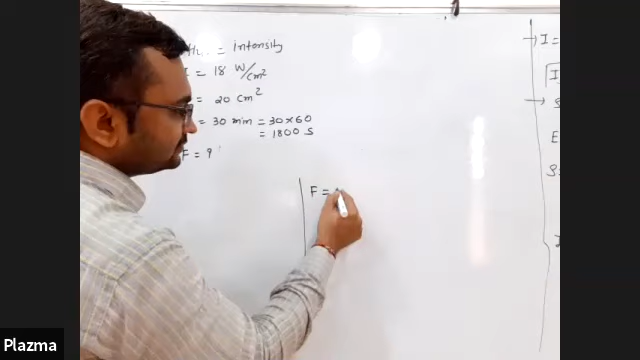 = intensity
I = 18 W/cm²
= 20 cm²
= 30 min = 30 × 60
= 1800 S
F = ?
F =
→ I =
I
→
E
Plazma